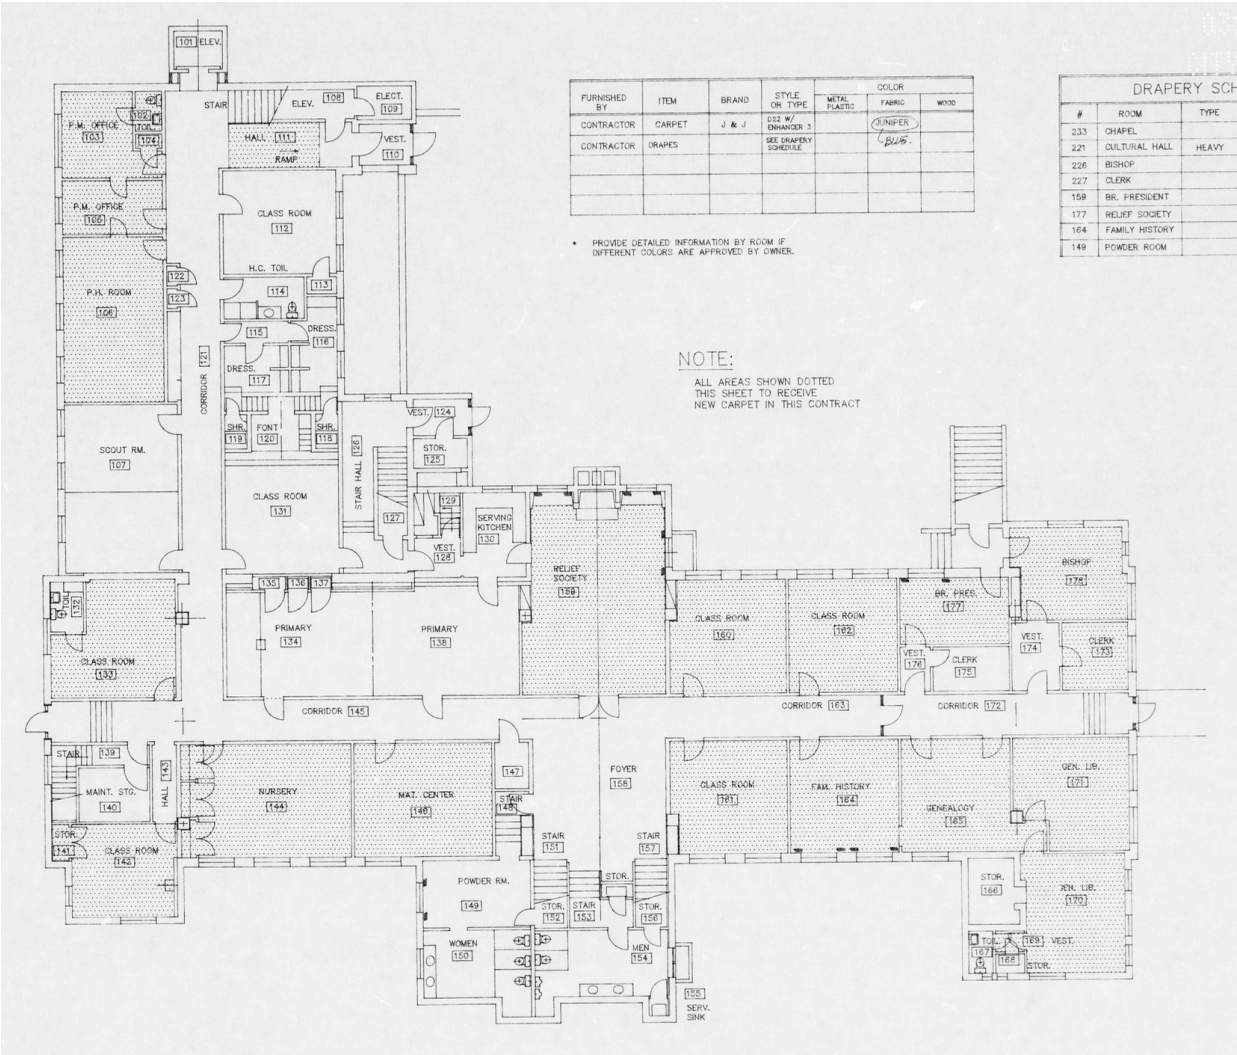 101 ELEV.
STAIR
ELEV.
108
ELECT.
109
102
P.M. OFFICE
103
TOIL.
104
HALL
111
RAMP
VEST.
110
P.M. OFFICE
105
CLASS ROOM
112
H.C. TOIL
P.H. ROOM
106
122
123
114
113
115
DRESS.
116
DRESS.
117
CORRIDOR 121
SHR.
119
FONT
120
SHR.
118
VEST.
124
STOR.
125
STAIR HALL 126
SCOUT RM.
107
CLASS ROOM
131
127
129
SERVING
KITCHEN
130
VEST.
128
FURNISHED
BY
ITEM
BRAND
STYLE
OR TYPE
COLOR
METAL
PLASTIC
FABRIC
WOOD
CONTRACTOR CARPET J & J D22 W/
ENHANCER 3
JUNIPER
CONTRACTOR DRAPES SEE DRAPERY
SCHEDULE
BLUE.
* PROVIDE DETAILED INFORMATION BY ROOM IF
DIFFERENT COLORS ARE APPROVED BY OWNER.
DRAPERY SCH
# ROOM TYPE
233 CHAPEL
221 CULTURAL HALL HEAVY
226 BISHOP
227 CLERK
159 BR. PRESIDENT
177 RELIEF SOCIETY
164 FAMILY HISTORY
149 POWDER ROOM
NOTE:
ALL AREAS SHOWN DOTTED
THIS SHEET TO RECEIVE
NEW CARPET IN THIS CONTRACT
TOIL
132
CLASS ROOM
133
135 136 137
PRIMARY
134
PRIMARY
138
RELIEF
SOCIETY
159
CLASS ROOM
160
CLASS ROOM
162
BR. PRES.
177
BISHOP
178
VEST.
176
CLERK
175
VEST.
174
CLERK
173
CORRIDOR 145
CORRIDOR 163
CORRIDOR 172
STAIR
139
MAINT. STG.
140
HALL 143
NURSERY
144
MAT. CENTER
146
147
STAIR
148
FOYER
158
CLASS ROOM
161
FAM. HISTORY
164
GENEALOGY
165
GEN. LIB.
171
STOR.
141
CLASS ROOM
142
STAIR
151
STAIR
157
POWDER RM.
149
STOR.
STOR.
152
STAIR
153
STOR.
156
WOMEN
150
MEN
154
155
SERV.
SINK
STOR.
166
GEN. LIB.
170
TOIL
167
169 VEST.
168
STOR.